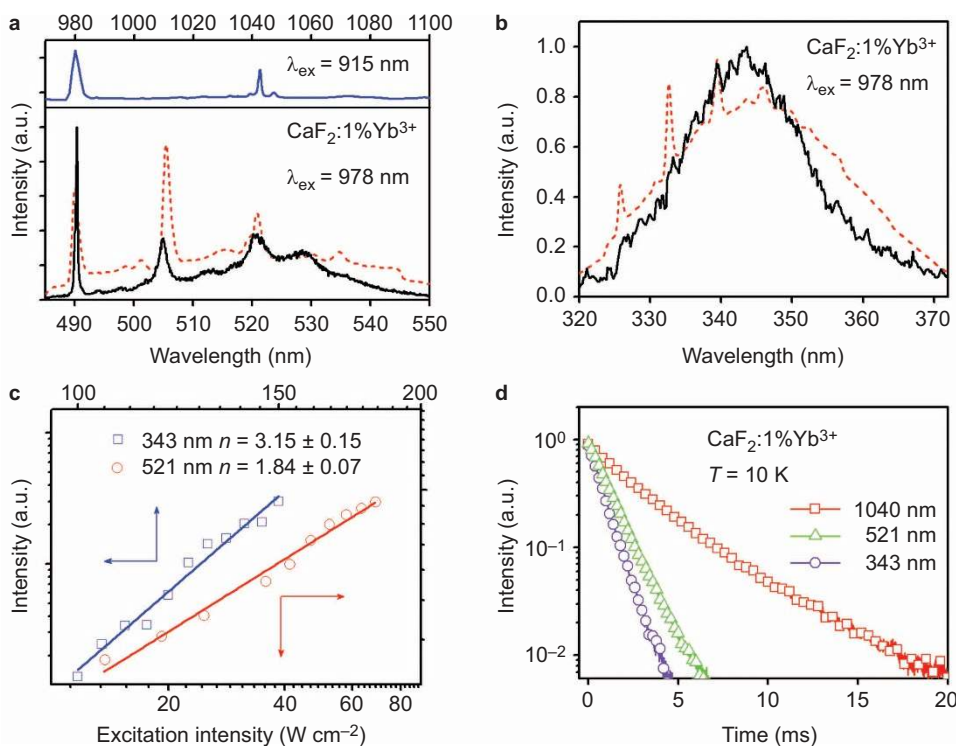 a
980 1000 1020 1040 1060 1080 1100
λex = 915 nm
CaF2:1%Yb3+
λex = 978 nm
Intensity (a.u.)
490 500 510 520 530 540 550
Wavelength (nm)
b
1.0
0.8
0.6
0.4
0.2
0.0
CaF2:1%Yb3+
λex = 978 nm
Intensity (a.u.)
320 330 340 350 360 370
Wavelength (nm)
c
100 150 200
343 nm n = 3.15 ± 0.15
521 nm n = 1.84 ± 0.07
Intensity (a.u.)
Intensity (a.u.)
20 40 60 80
Excitation intensity (W cm–2)
d
10⁰
10–1
10–2
CaF2:1%Yb3+
T = 10 K
1040 nm
521 nm
343 nm
0 5 10 15 20
Time (ms)